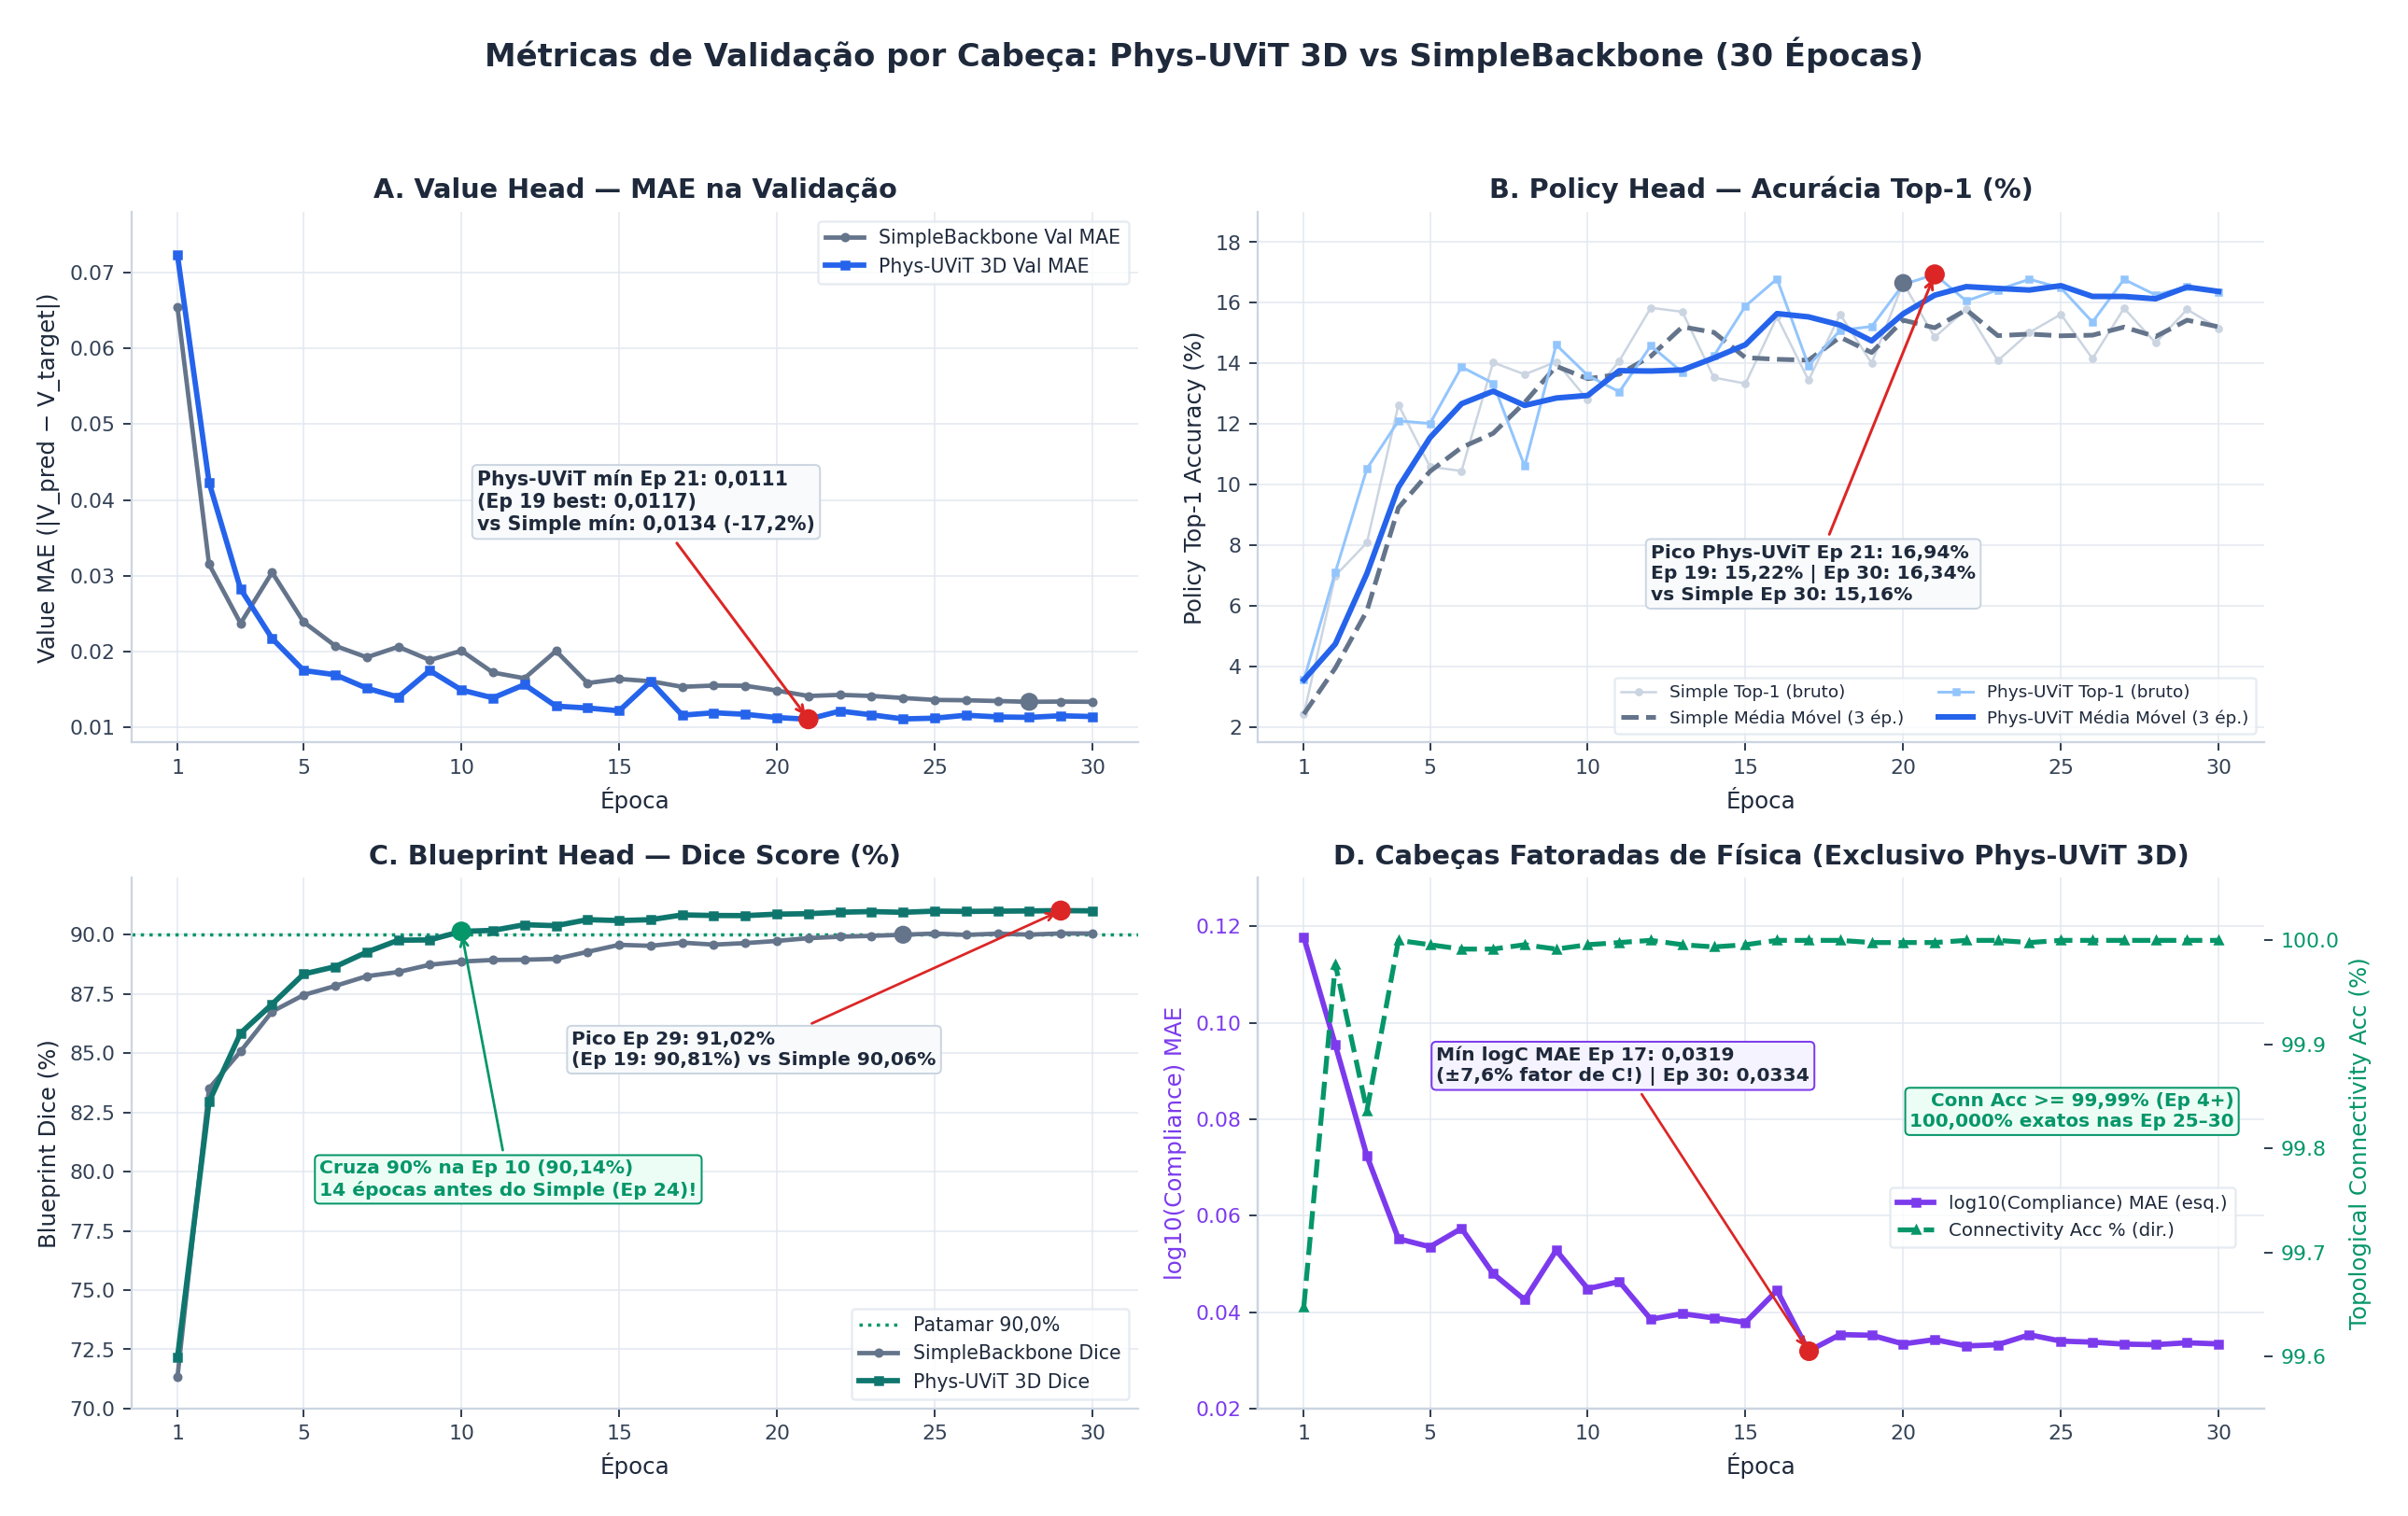 Métricas de Validação por Cabeça: Phys-UViT 3D vs SimpleBackbone (30 Épocas)
A. Value Head — MAE na Validação
Value MAE (|V_pred − V_target|)
0.07
0.06
0.05
0.04
0.03
0.02
0.01
SimpleBackbone Val MAE
Phys-UViT 3D Val MAE
Phys-UViT mín Ep 21: 0,0111
(Ep 19 best: 0,0117)
vs Simple mín: 0,0134 (-17,2%)
1 5 10 15 20 25 30
Época
B. Policy Head — Acurácia Top-1 (%)
Policy Top-1 Accuracy (%)
18
16
14
12
10
8
6
4
2
Pico Phys-UViT Ep 21: 16,94%
Ep 19: 15,22% | Ep 30: 16,34%
vs Simple Ep 30: 15,16%
Simple Top-1 (bruto)
Simple Média Móvel (3 ép.)
Phys-UViT Top-1 (bruto)
Phys-UViT Média Móvel (3 ép.)
1 5 10 15 20 25 30
Época
C. Blueprint Head — Dice Score (%)
Blueprint Dice (%)
90.0
87.5
85.0
82.5
80.0
77.5
75.0
72.5
70.0
Pico Ep 29: 91,02%
(Ep 19: 90,81%) vs Simple 90,06%
Cruza 90% na Ep 10 (90,14%)
14 épocas antes do Simple (Ep 24)!
Patamar 90,0%
SimpleBackbone Dice
Phys-UViT 3D Dice
1 5 10 15 20 25 30
Época
D. Cabeças Fatoradas de Física (Exclusivo Phys-UViT 3D)
log10(Compliance) MAE
0.12
0.10
0.08
0.06
0.04
0.02
Mín logC MAE Ep 17: 0,0319
(±7,6% fator de C!) | Ep 30: 0,0334
Conn Acc >= 99,99% (Ep 4+)
100,000% exatos nas Ep 25–30
log10(Compliance) MAE (esq.)
Connectivity Acc % (dir.)
100.0
99.9
99.8
99.7
99.6
Topological Connectivity Acc (%)
1 5 10 15 20 25 30
Época